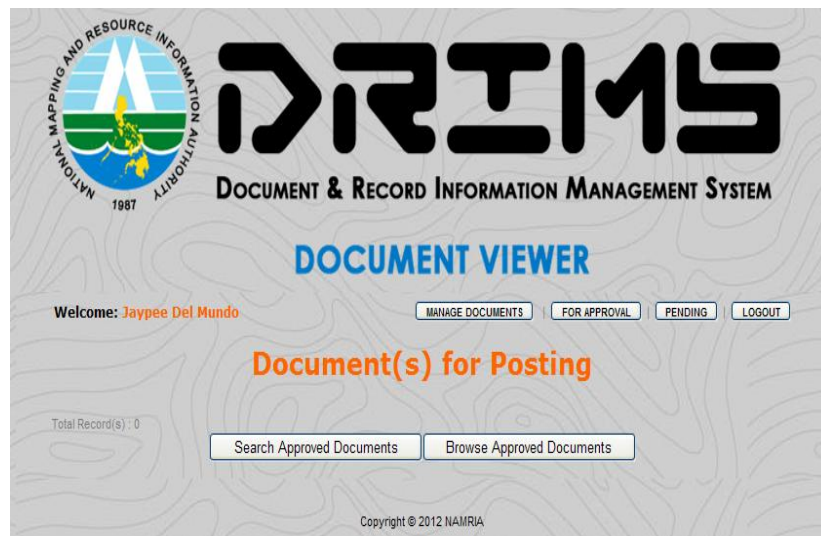 NATIONAL MAPPING AND RESOURCE INFORMATION AUTHORITY
1987
DRIMS
DOCUMENT & RECORD INFORMATION MANAGEMENT SYSTEM
DOCUMENT VIEWER
Welcome: Jaypee Del Mundo MANAGE DOCUMENTS | FOR APPROVAL | PENDING | LOGOUT
Document(s) for Posting
Total Record(s) : 0
Search Approved Documents Browse Approved Documents
Copyright © 2012 NAMRIA